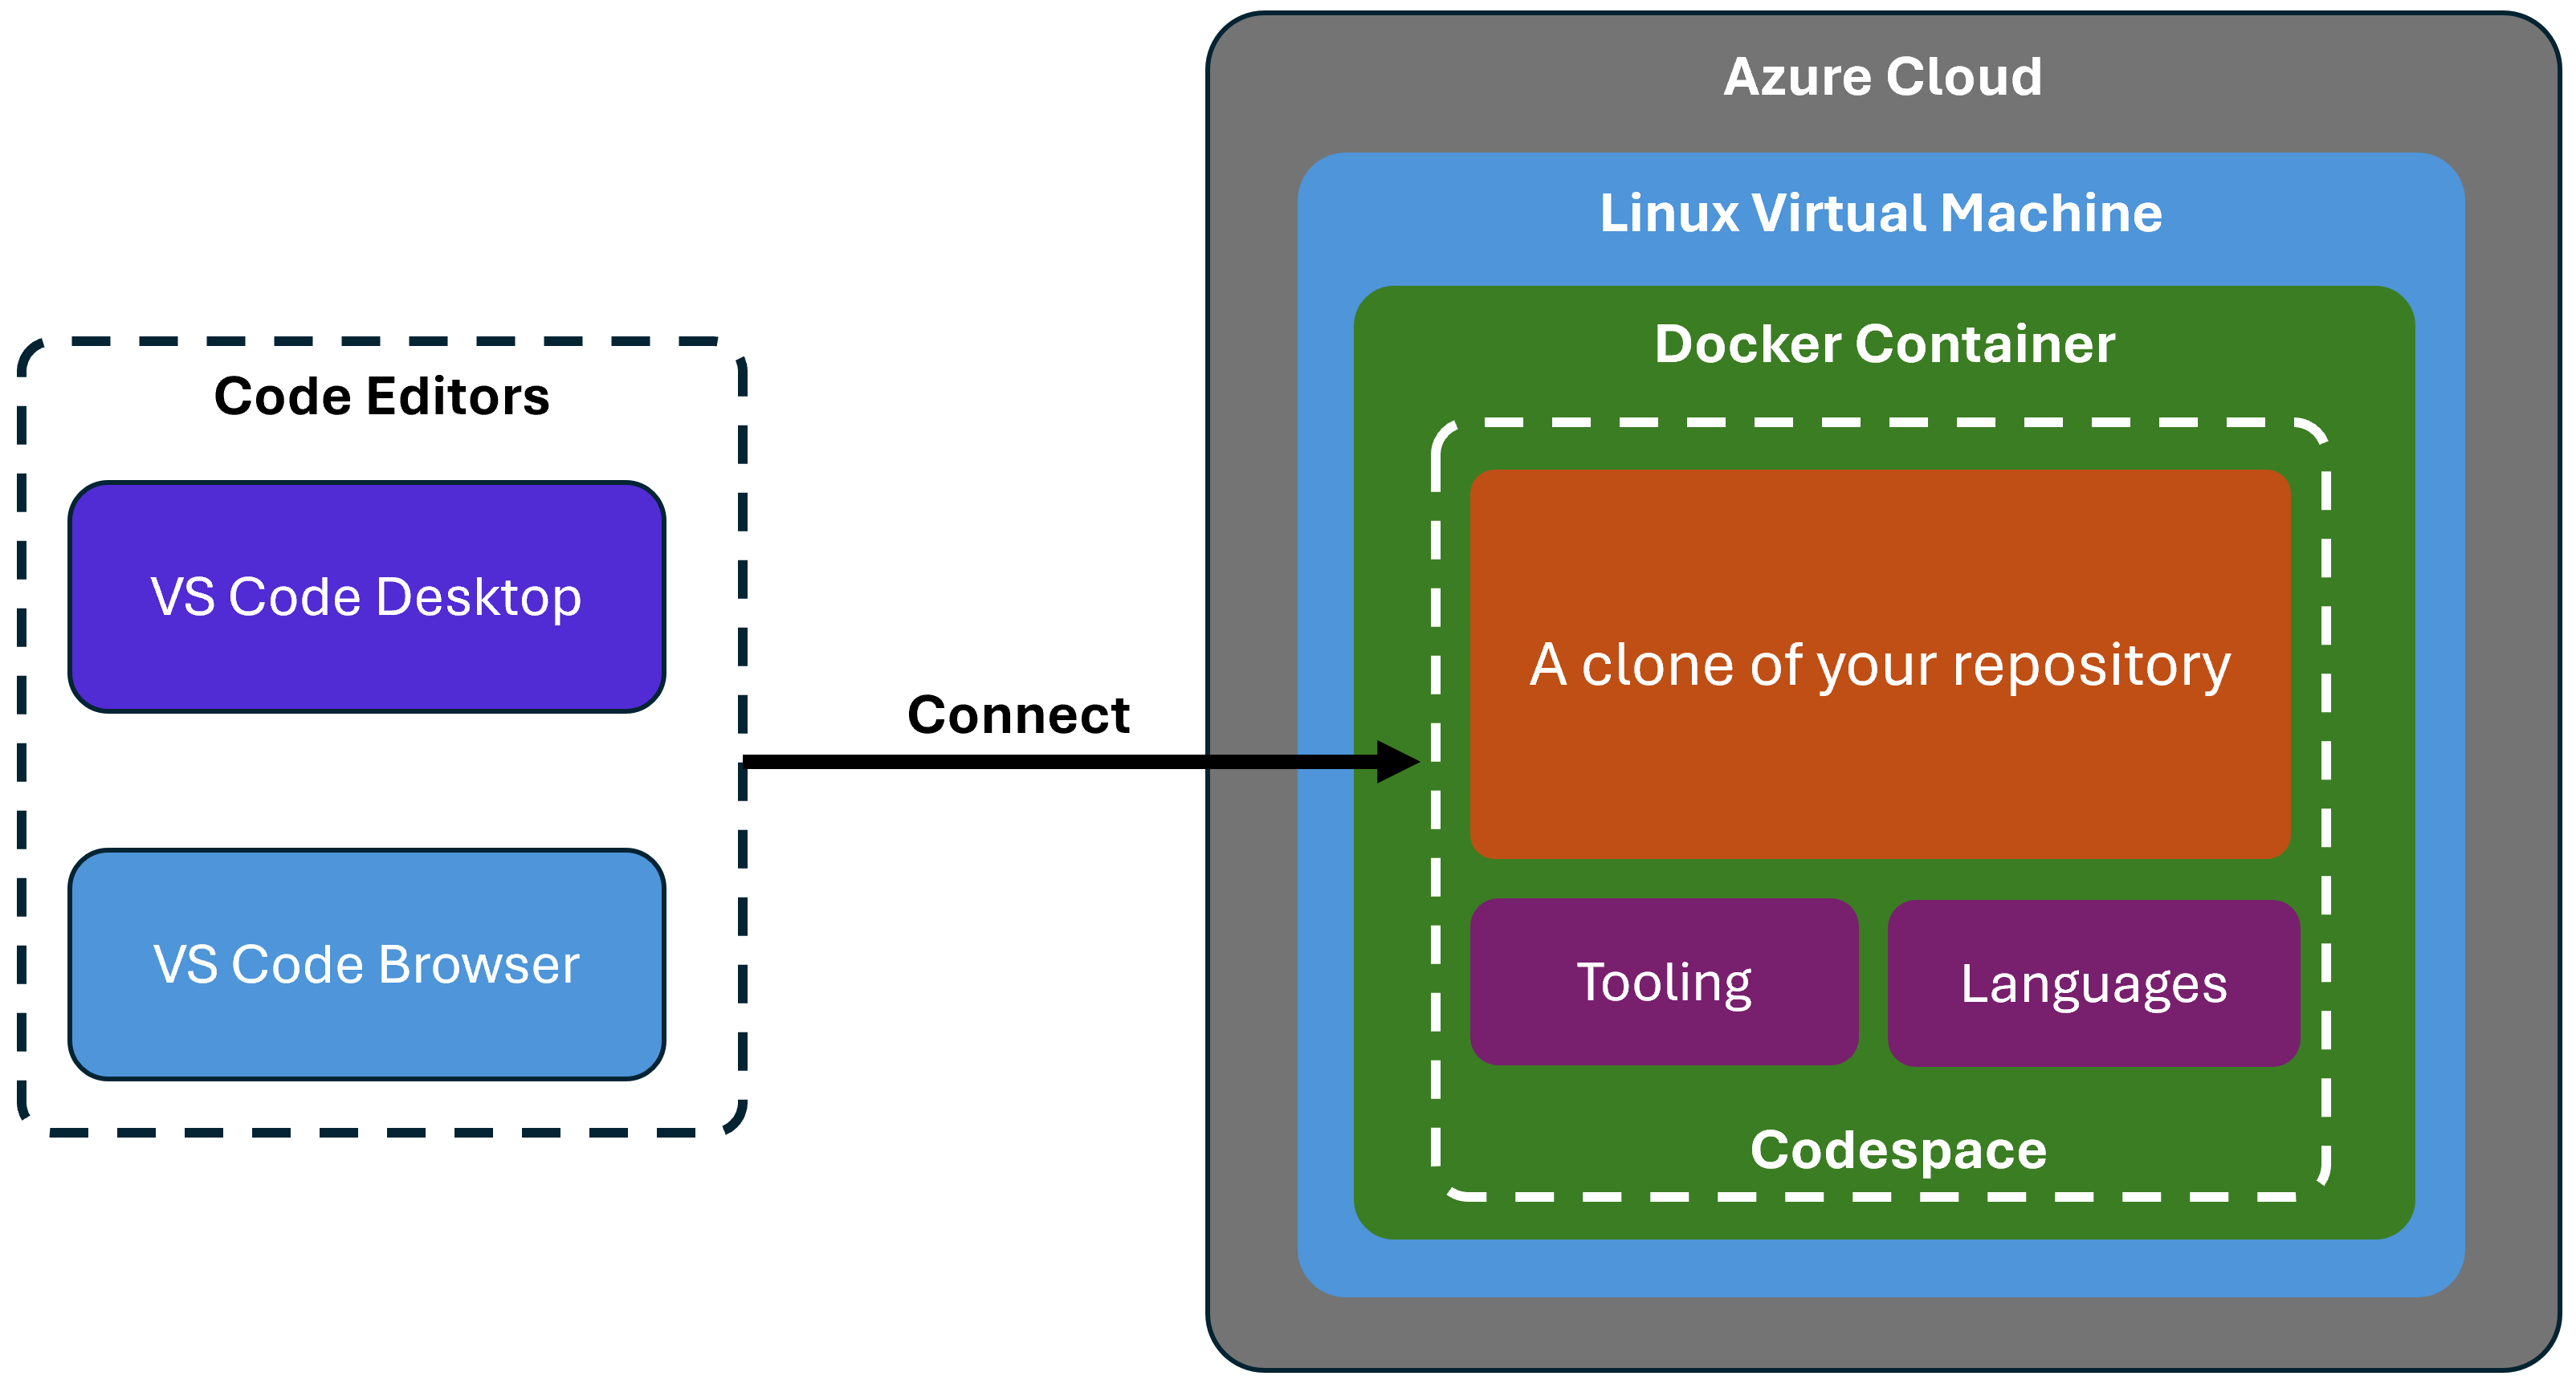 Azure Cloud
Linux Virtual Machine
Docker Container
Code Editors
VS Code Desktop
A clone of your repository
Connect
VS Code Browser
Tooling
Languages
Codespace